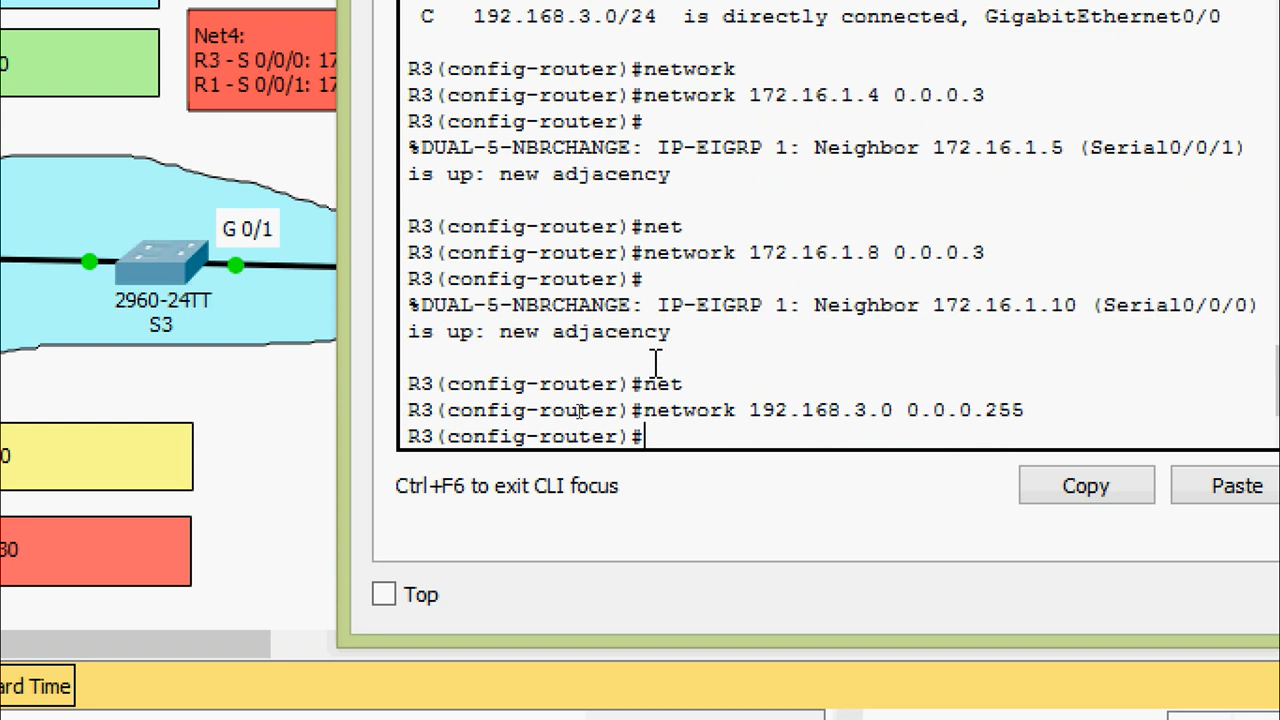 C 192.168.3.0/24 is directly connected, GigabitEthernet0/0
R3(config-router)#network
R3(config-router)#network 172.16.1.4 0.0.0.3
R3(config-router)#
%DUAL-5-NBRCHANGE: IP-EIGRP 1: Neighbor 172.16.1.5 (Serial0/0/1)
is up: new adjacency
R3(config-router)#net
R3(config-router)#network 172.16.1.8 0.0.0.3
R3(config-router)#
%DUAL-5-NBRCHANGE: IP-EIGRP 1: Neighbor 172.16.1.10 (Serial0/0/0)
is up: new adjacency
R3(config-router)#net
R3(config-router)#network 192.168.3.0 0.0.0.255
R3(config-router)#
Ctrl+F6 to exit CLI focus
Copy
Paste
Top
0
Net4:
R3 - S 0/0/0: 17
R1 - S 0/0/1: 17
G 0/1
2960-24TT
S3
0
30
ard Time